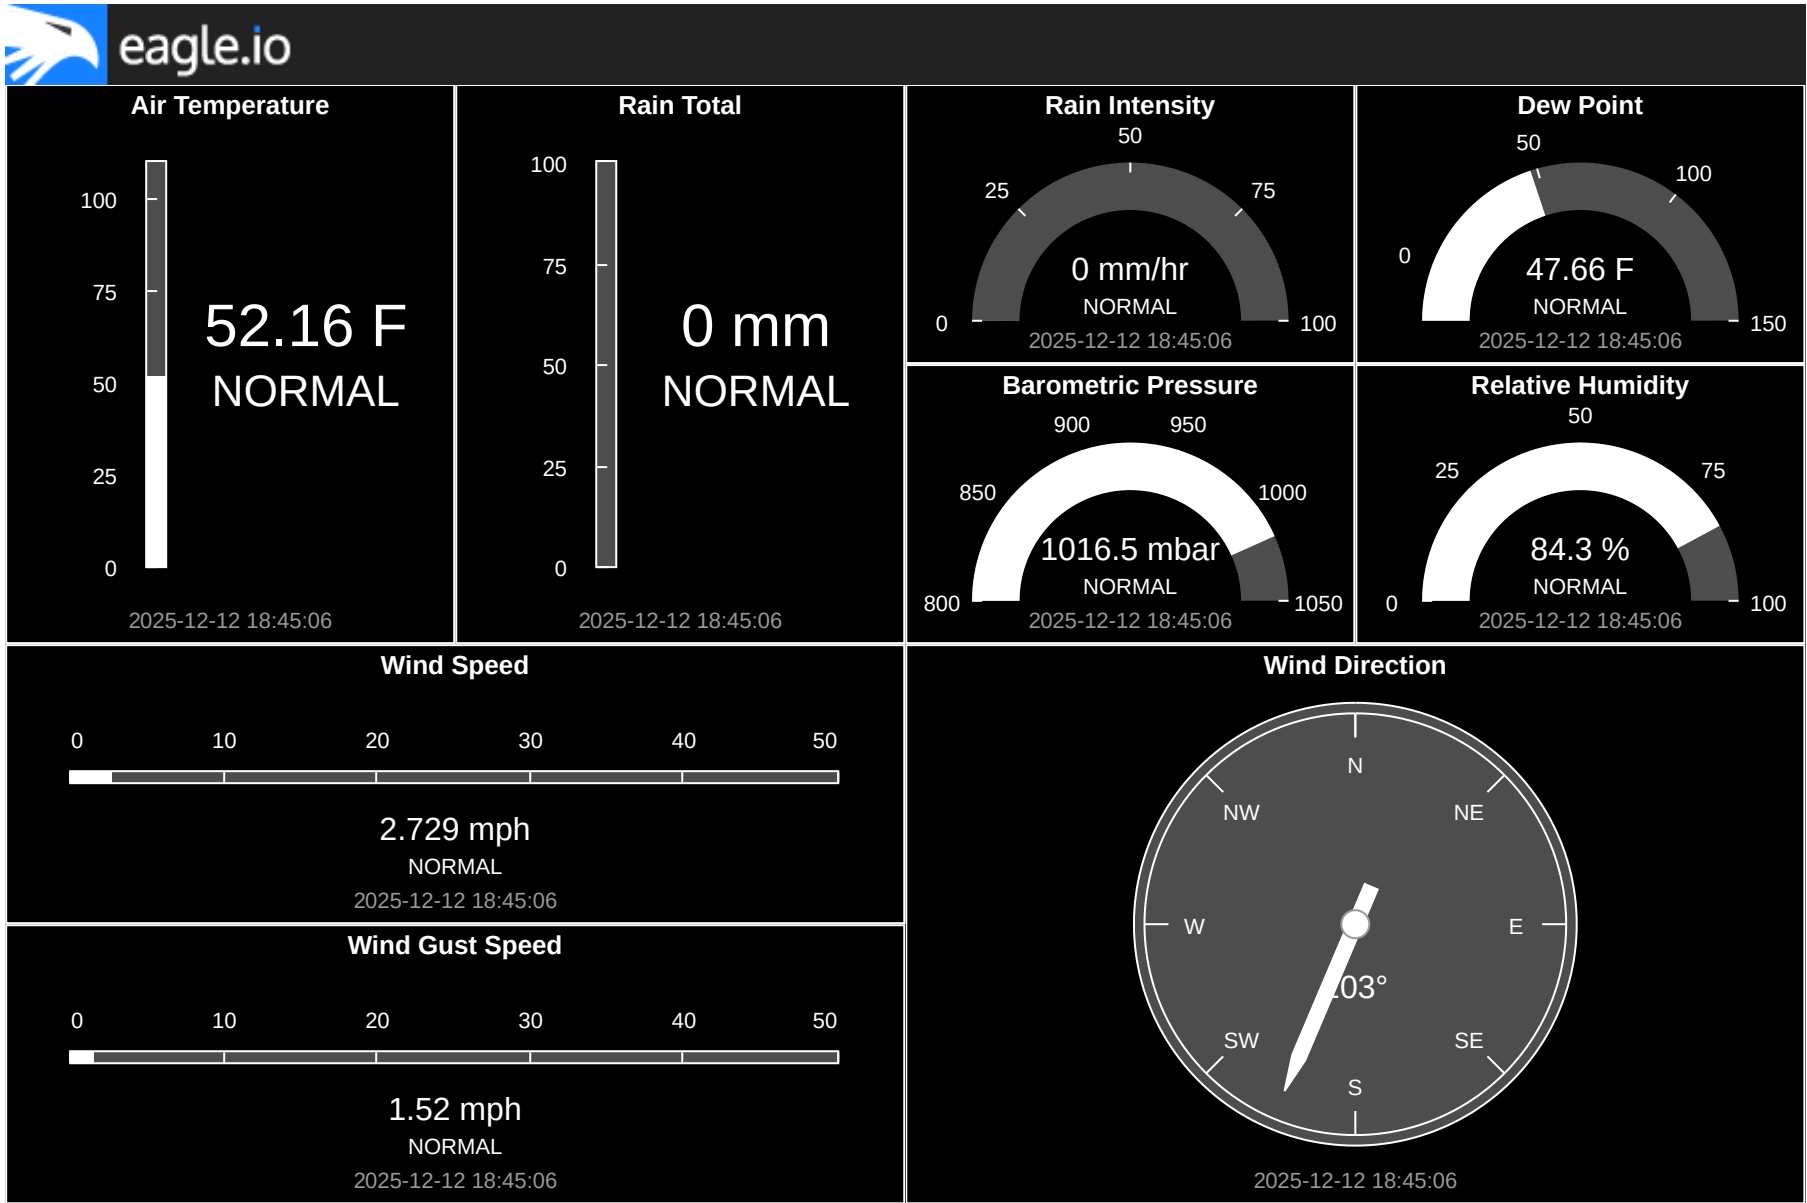 eagle.io
Air Temperature
100
75
50
25
0
52.16 F
NORMAL
2025-12-12 18:45:06
Rain Total
100
75
50
25
0
0 mm
NORMAL
2025-12-12 18:45:06
Rain Intensity
0
25
50
75
100
0 mm/hr
NORMAL
2025-12-12 18:45:06
Dew Point
0
50
100
150
47.66 F
NORMAL
2025-12-12 18:45:06
Barometric Pressure
800
850
900
950
1000
1050
1016.5 mbar
NORMAL
2025-12-12 18:45:06
Relative Humidity
0
25
50
75
100
84.3 %
NORMAL
2025-12-12 18:45:06
Wind Speed
0 10 20 30 40 50
2.729 mph
NORMAL
2025-12-12 18:45:06
Wind Gust Speed
0 10 20 30 40 50
1.52 mph
NORMAL
2025-12-12 18:45:06
Wind Direction
N
NW NE
W E
SW SE
S
2025-12-12 18:45:06